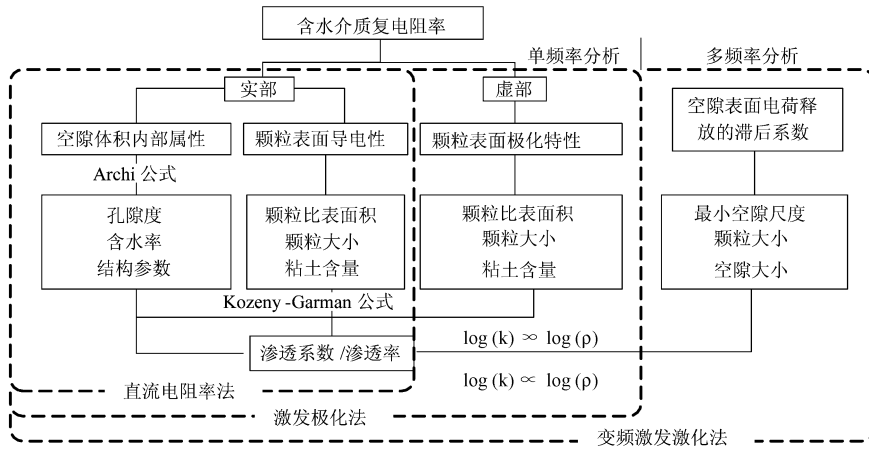 含水介质复电阻率
单频率分析
多频率分析
实部
虚部
空隙表面电荷释
放的滞后系数
空隙体积内部属性
颗粒表面导电性
颗粒表面极化特性
Archi 公式
孔隙度
含水率
结构参数
颗粒比表面积
颗粒大小
粘土含量
颗粒比表面积
颗粒大小
粘土含量
最小空隙尺度
颗粒大小
空隙大小
Kozeny -Garman 公式
渗透系数 /渗透率
log (k) ∝ log (ρ)
log (k) ∝ log (ρ)
直流电阻率法
激发极化法
变频激发激化法